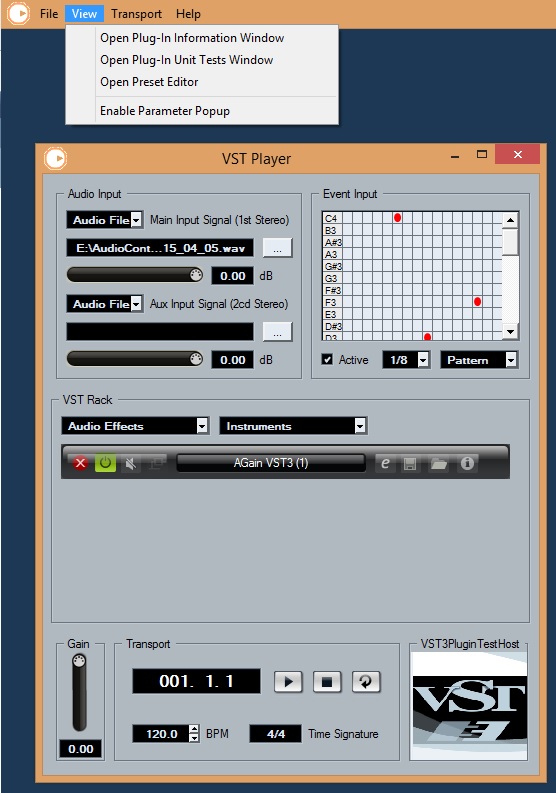 File View Transport Help
Open Plug-In Information Window
Open Plug-In Unit Tests Window
Open Preset Editor
Enable Parameter Popup
VST Player
Audio Input
Audio File Main Input Signal (1st Stereo)
E:\AudioCont...15_04_05.wav ...
0.00 dB
Audio File Aux Input Signal (2cd Stereo)
...
0.00 dB
Event Input
C4
B3
A#3
A3
G#3
G3
F#3
F3
E3
D#3
D3
Active 1/8 Pattern
VST Rack
Audio Effects Instruments
AGain VST3 (1) e i
Gain
0.00
Transport
001. 1. 1
120.0 BPM 4/4 Time Signature
VST3PluginTestHost
VST
3